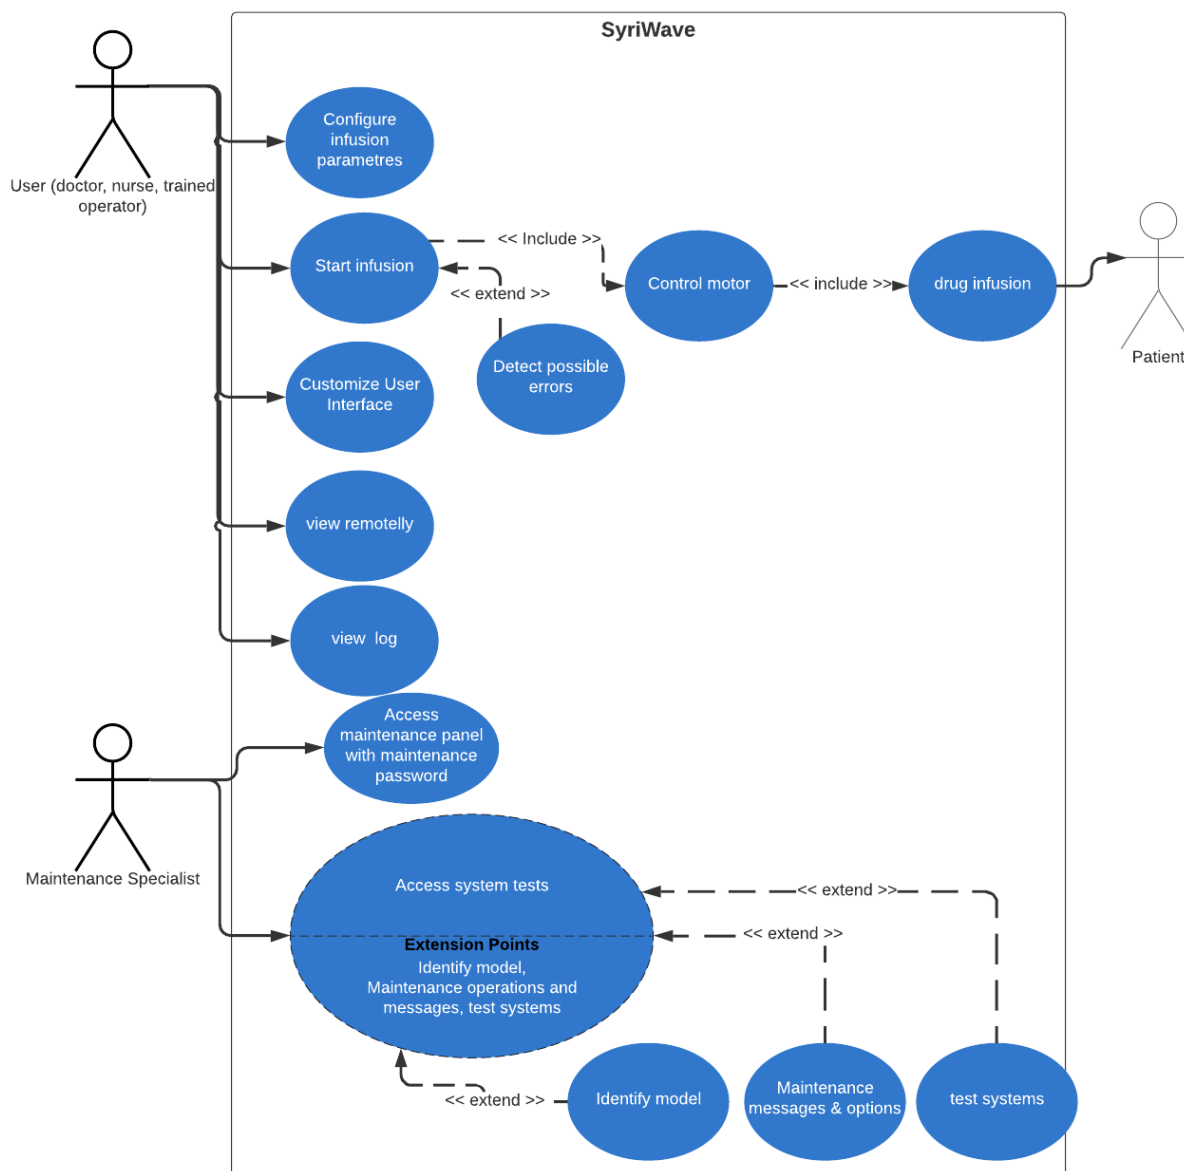 SyriWave
Configure
infusion
parametres
User (doctor, nurse, trained
operator)
Start infusion
<< Include >>
<< extend >>
Control motor
<< include >>
drug infusion
Patient
Detect possible
errors
Customize User
Interface
view remotelly
view  log
Access
maintenance panel
with maintenance
password
Maintenance Specialist
Access system tests
Extension Points
Identify model,
Maintenance operations and
messages, test systems
<< extend >>
<< extend >>
<< extend >>
Identify model
Maintenance
messages & options
test systems